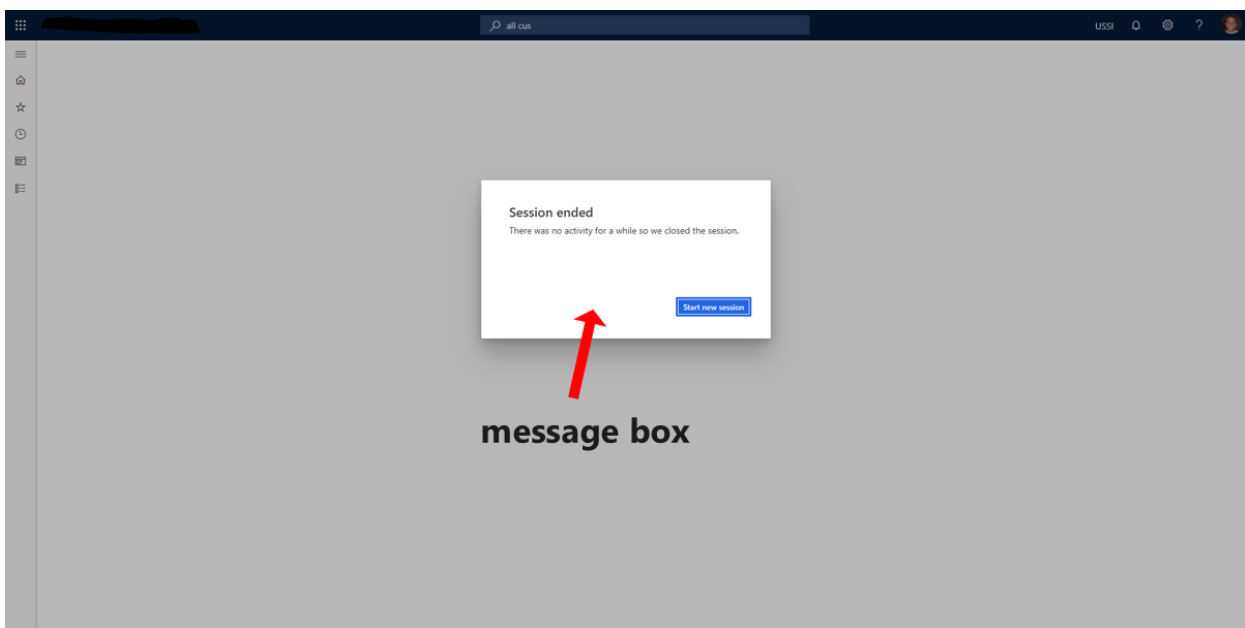 all cus
USSI
?
Session ended
There was no activity for a while so we closed the session.
Start new session
message box